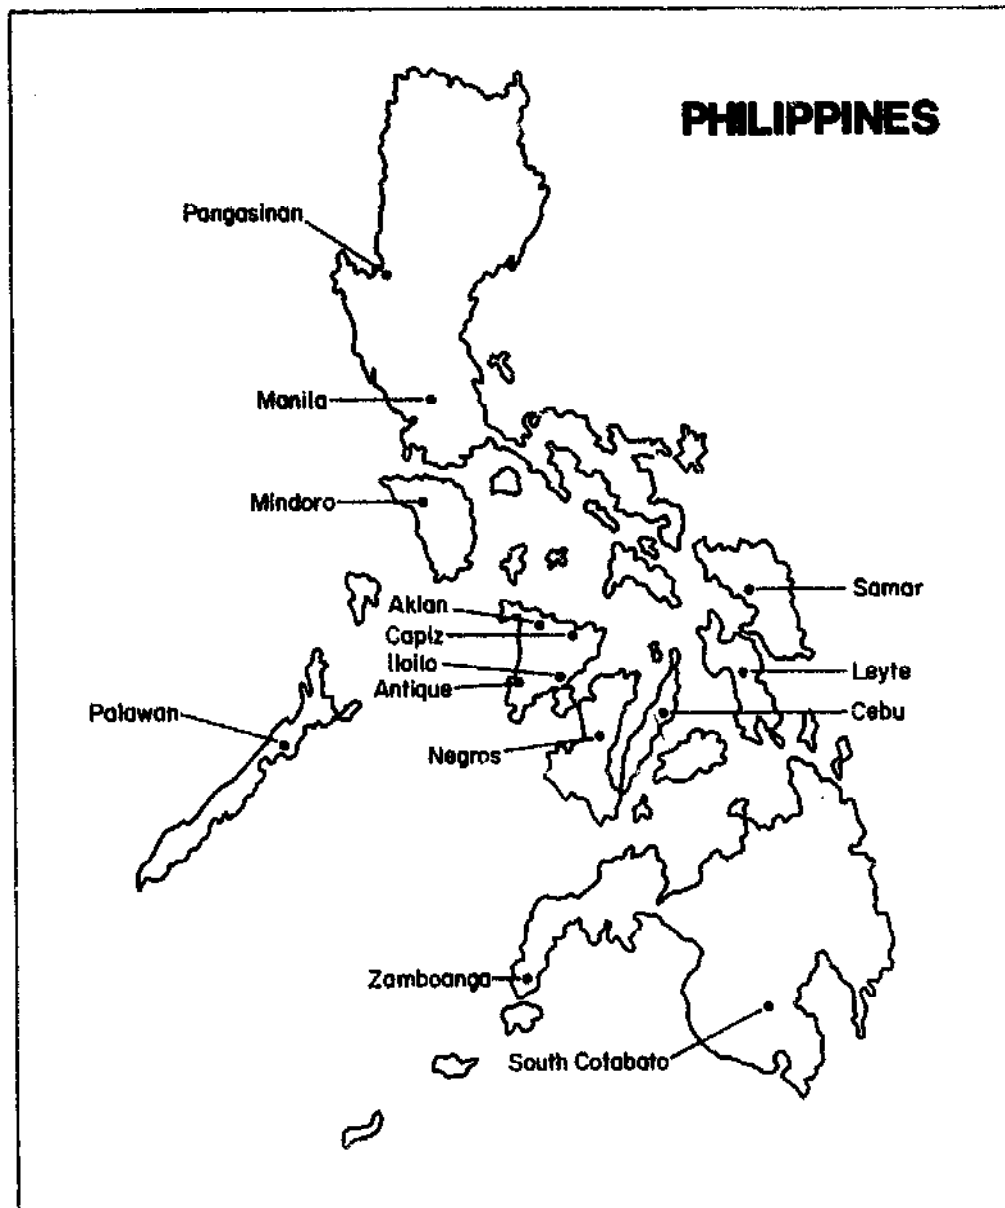 PHILIPPINES
Pangasinan
Manila
Mindoro
Samar
Aklan
Capiz
Iloilo
Antique
Leyte
Palawan
Cebu
Negros
Zamboanga
South Cotabato